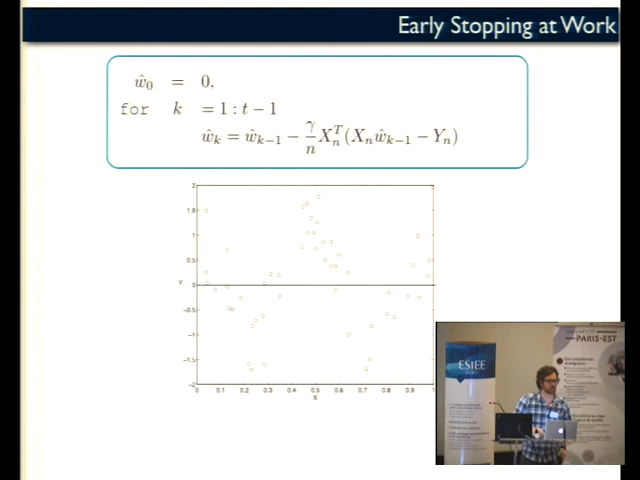 Early Stopping at Work
ŵ₀ = 0,
for k = 1 : t − 1
ŵₖ = ŵₖ₋₁ − γ/n Xₙᵀ(Xₙŵₖ₋₁ − Yₙ)
2
1.5
1
0.5
Y 0
−0.5
−1
−1.5
−2
0 0.1 0.2 0.3 0.4 0.5 0.6 0.7 0.8 0.9 1
X
UNIVERSITÉ
PARIS-EST
ESIEE
PARIS